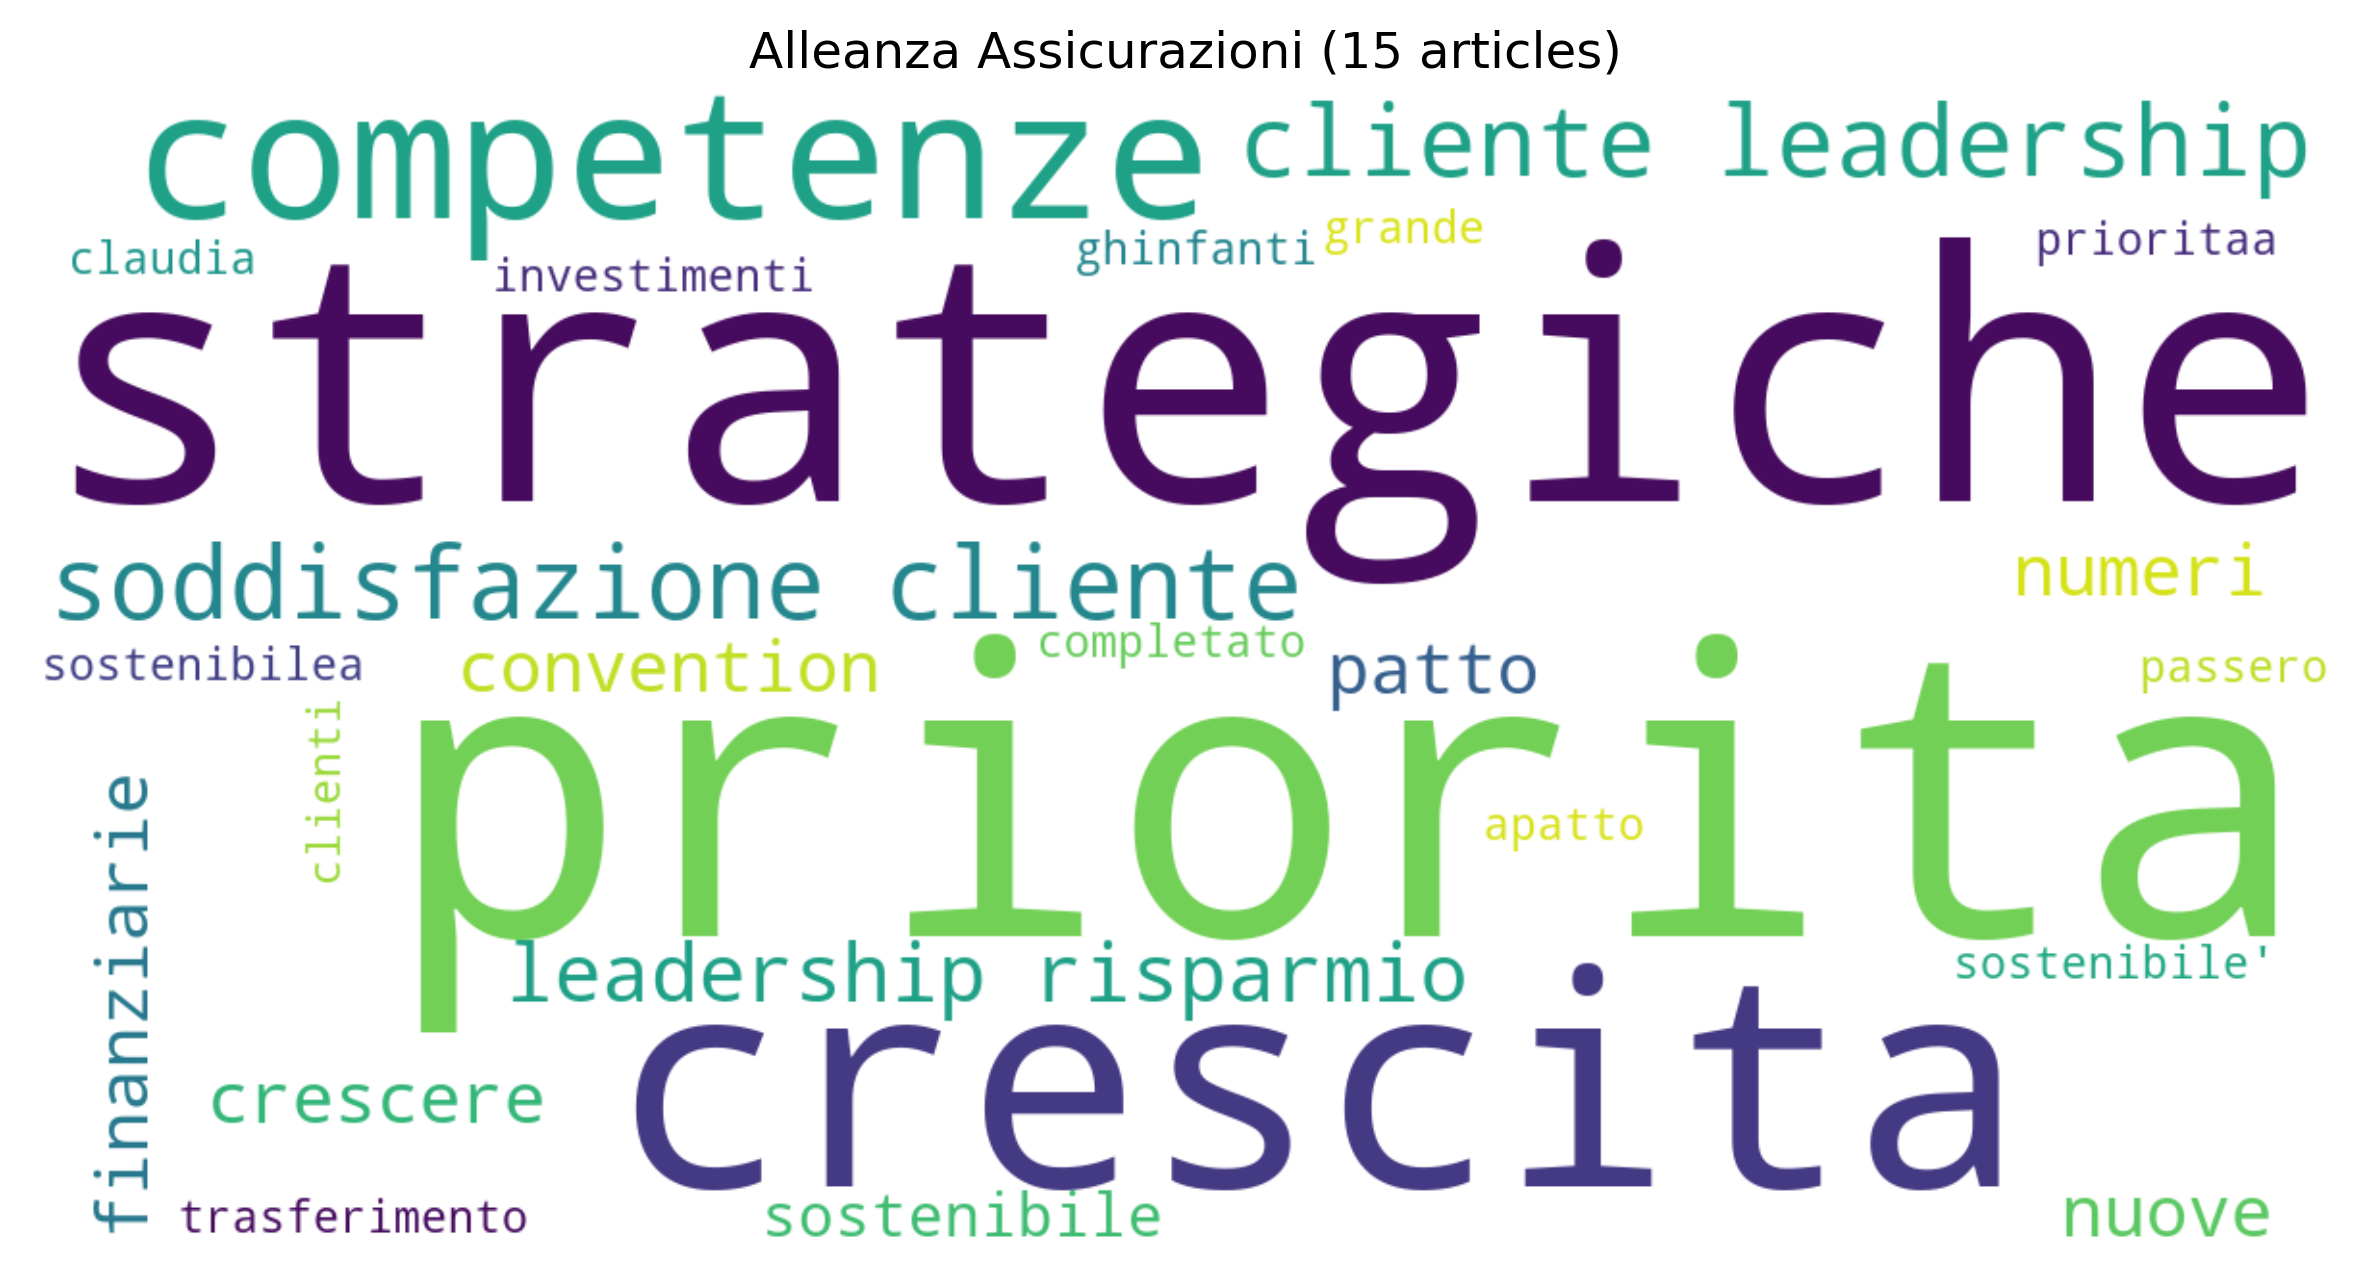 Alleanza Assicurazioni (15 articles)
competenze
cliente leadership
claudia
investimenti
ghinfanti
grande
prioritaa
strategiche
soddisfazione cliente
numeri
sostenibilea
convention
completato
patto
passero
clienti
priorita
apatto
finanziarie
leadership risparmio
sostenibile'
crescere
crescita
trasferimento
sostenibile
nuove